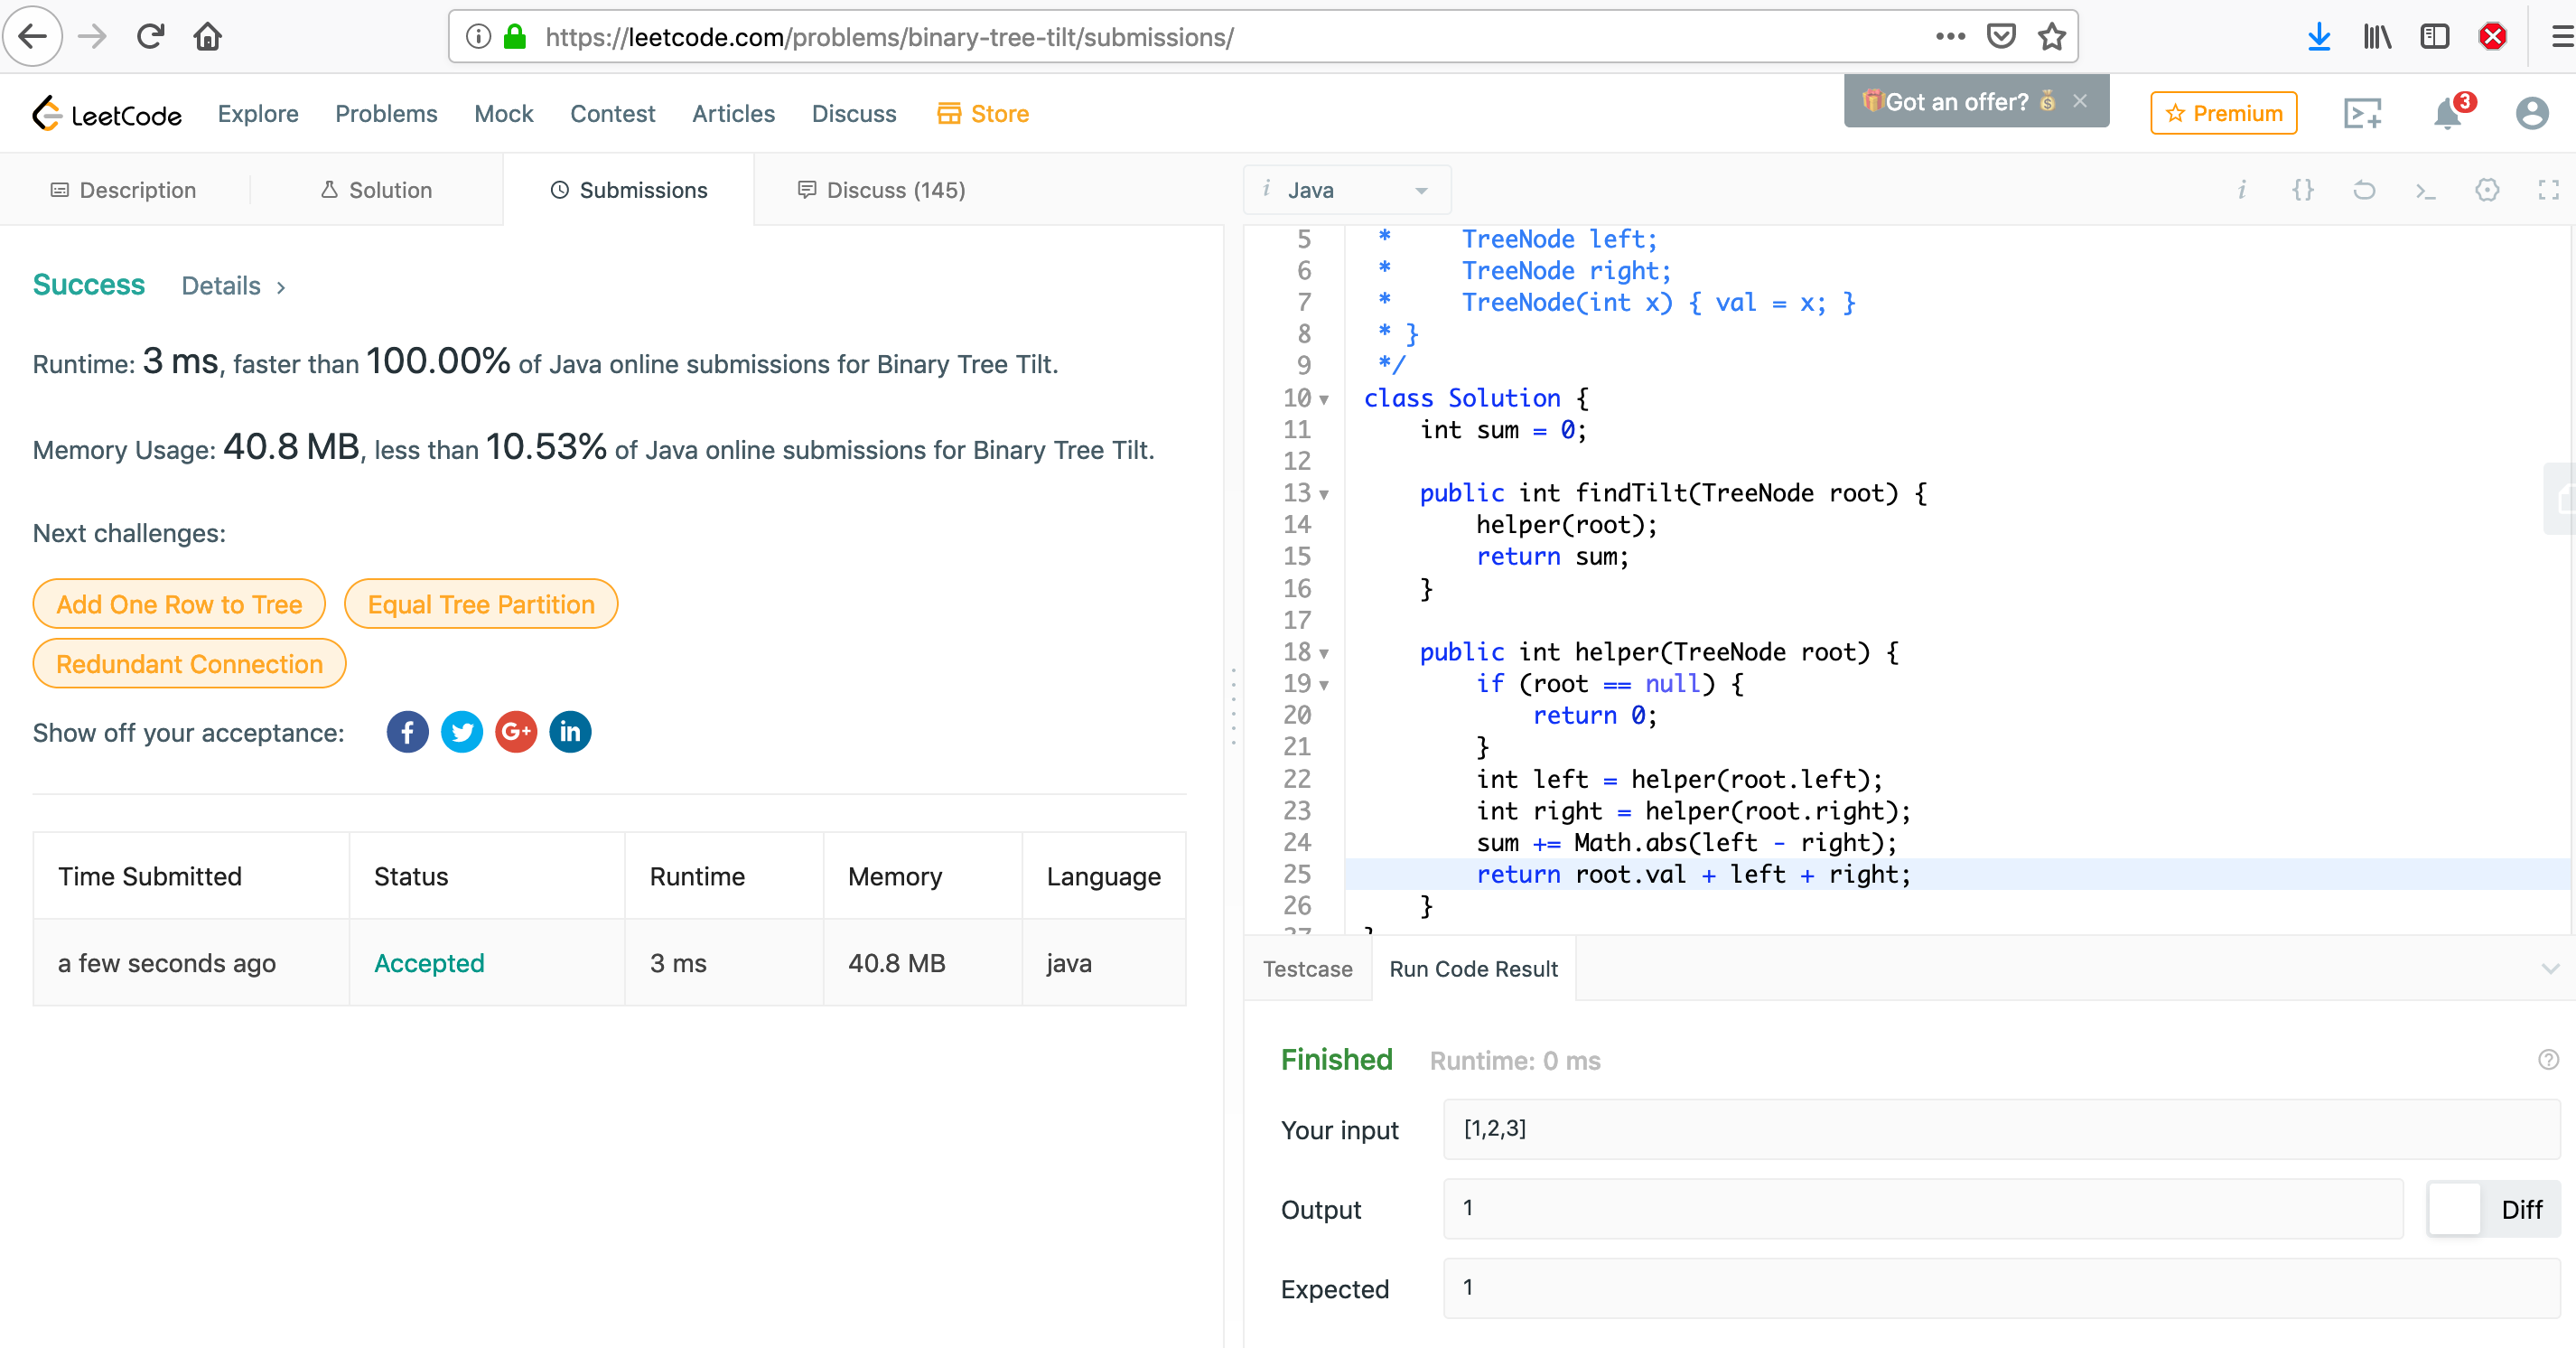 https://leetcode.com/problems/binary-tree-tilt/submissions/
LeetCode Explore Problems Mock Contest Articles Discuss Store
Got an offer? Premium 3
Description Solution Submissions Discuss (145)
Success Details >
Runtime: 3 ms, faster than 100.00% of Java online submissions for Binary Tree Tilt.
Memory Usage: 40.8 MB, less than 10.53% of Java online submissions for Binary Tree Tilt.
Next challenges:
Add One Row to Tree Equal Tree Partition
Redundant Connection
Show off your acceptance: f G+ in
Time Submitted Status Runtime Memory Language
a few seconds ago Accepted 3 ms 40.8 MB java
i Java i {} >_
5 * TreeNode left;
6 * TreeNode right;
7 * TreeNode(int x) { val = x; }
8 * }
9 */
10 class Solution {
11 int sum = 0;
12
13 public int findTilt(TreeNode root) {
14 helper(root);
15 return sum;
16 }
17
18 public int helper(TreeNode root) {
19 if (root == null) {
20 return 0;
21 }
22 int left = helper(root.left);
23 int right = helper(root.right);
24 sum += Math.abs(left - right);
25 return root.val + left + right;
26 }
Testcase Run Code Result
Finished Runtime: 0 ms ?
Your input [1,2,3]
Output 1 Diff
Expected 1